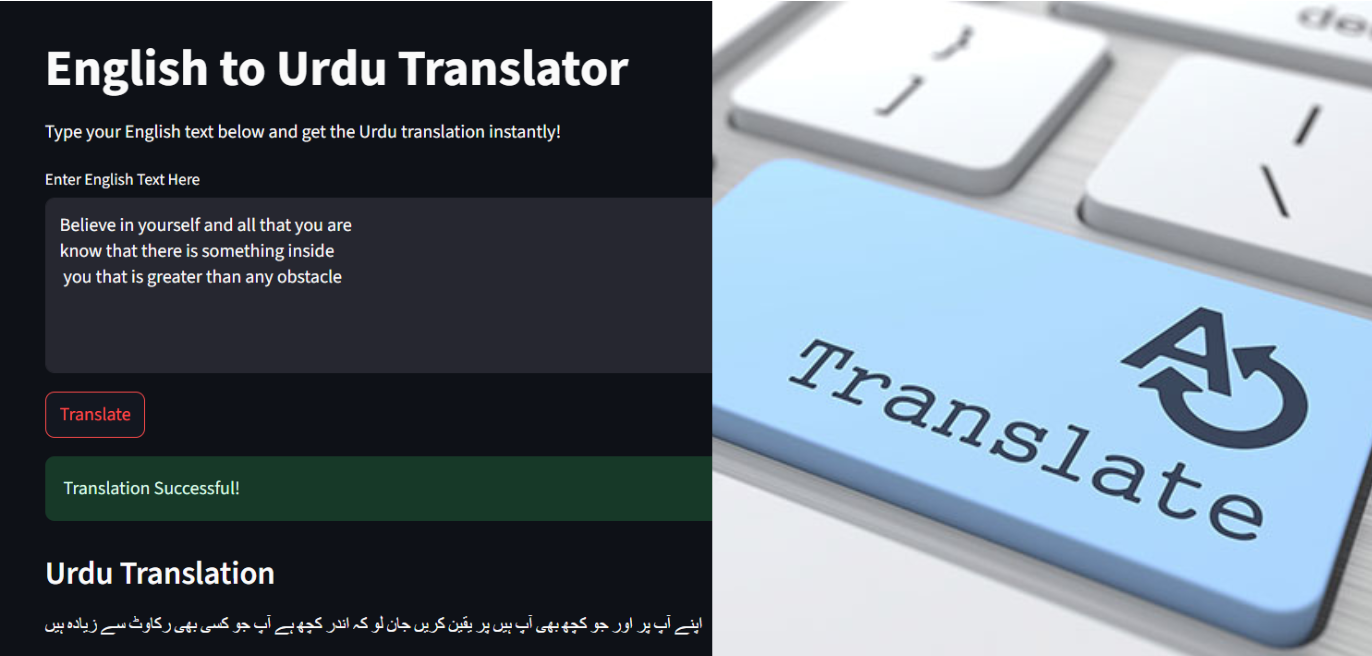 English to Urdu Translator
Type your English text below and get the Urdu translation instantly!
Enter English Text Here
Believe in yourself and all that you are
know that there is something inside
you that is greater than any obstacle
Translate
Translation Successful!
Urdu Translation
اپنے آپ پر اور جو کچھ بھی آپ ہیں پر یقین کریں جان لو کہ اندر کچھ ہے آپ جو کسی بھی رکاوٹ سے زیادہ ہیں
}
]
|
\
A
Translate